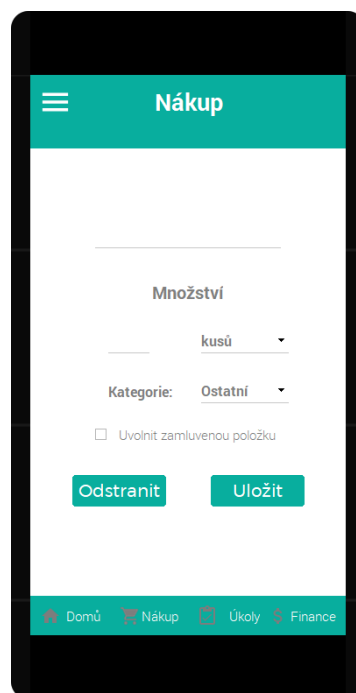 Nákup
Množství
kusů
Kategorie: Ostatní
Uvolnit zamluvenou položku
Odstranit Uložit
Domů Nákup Úkoly $ Finance